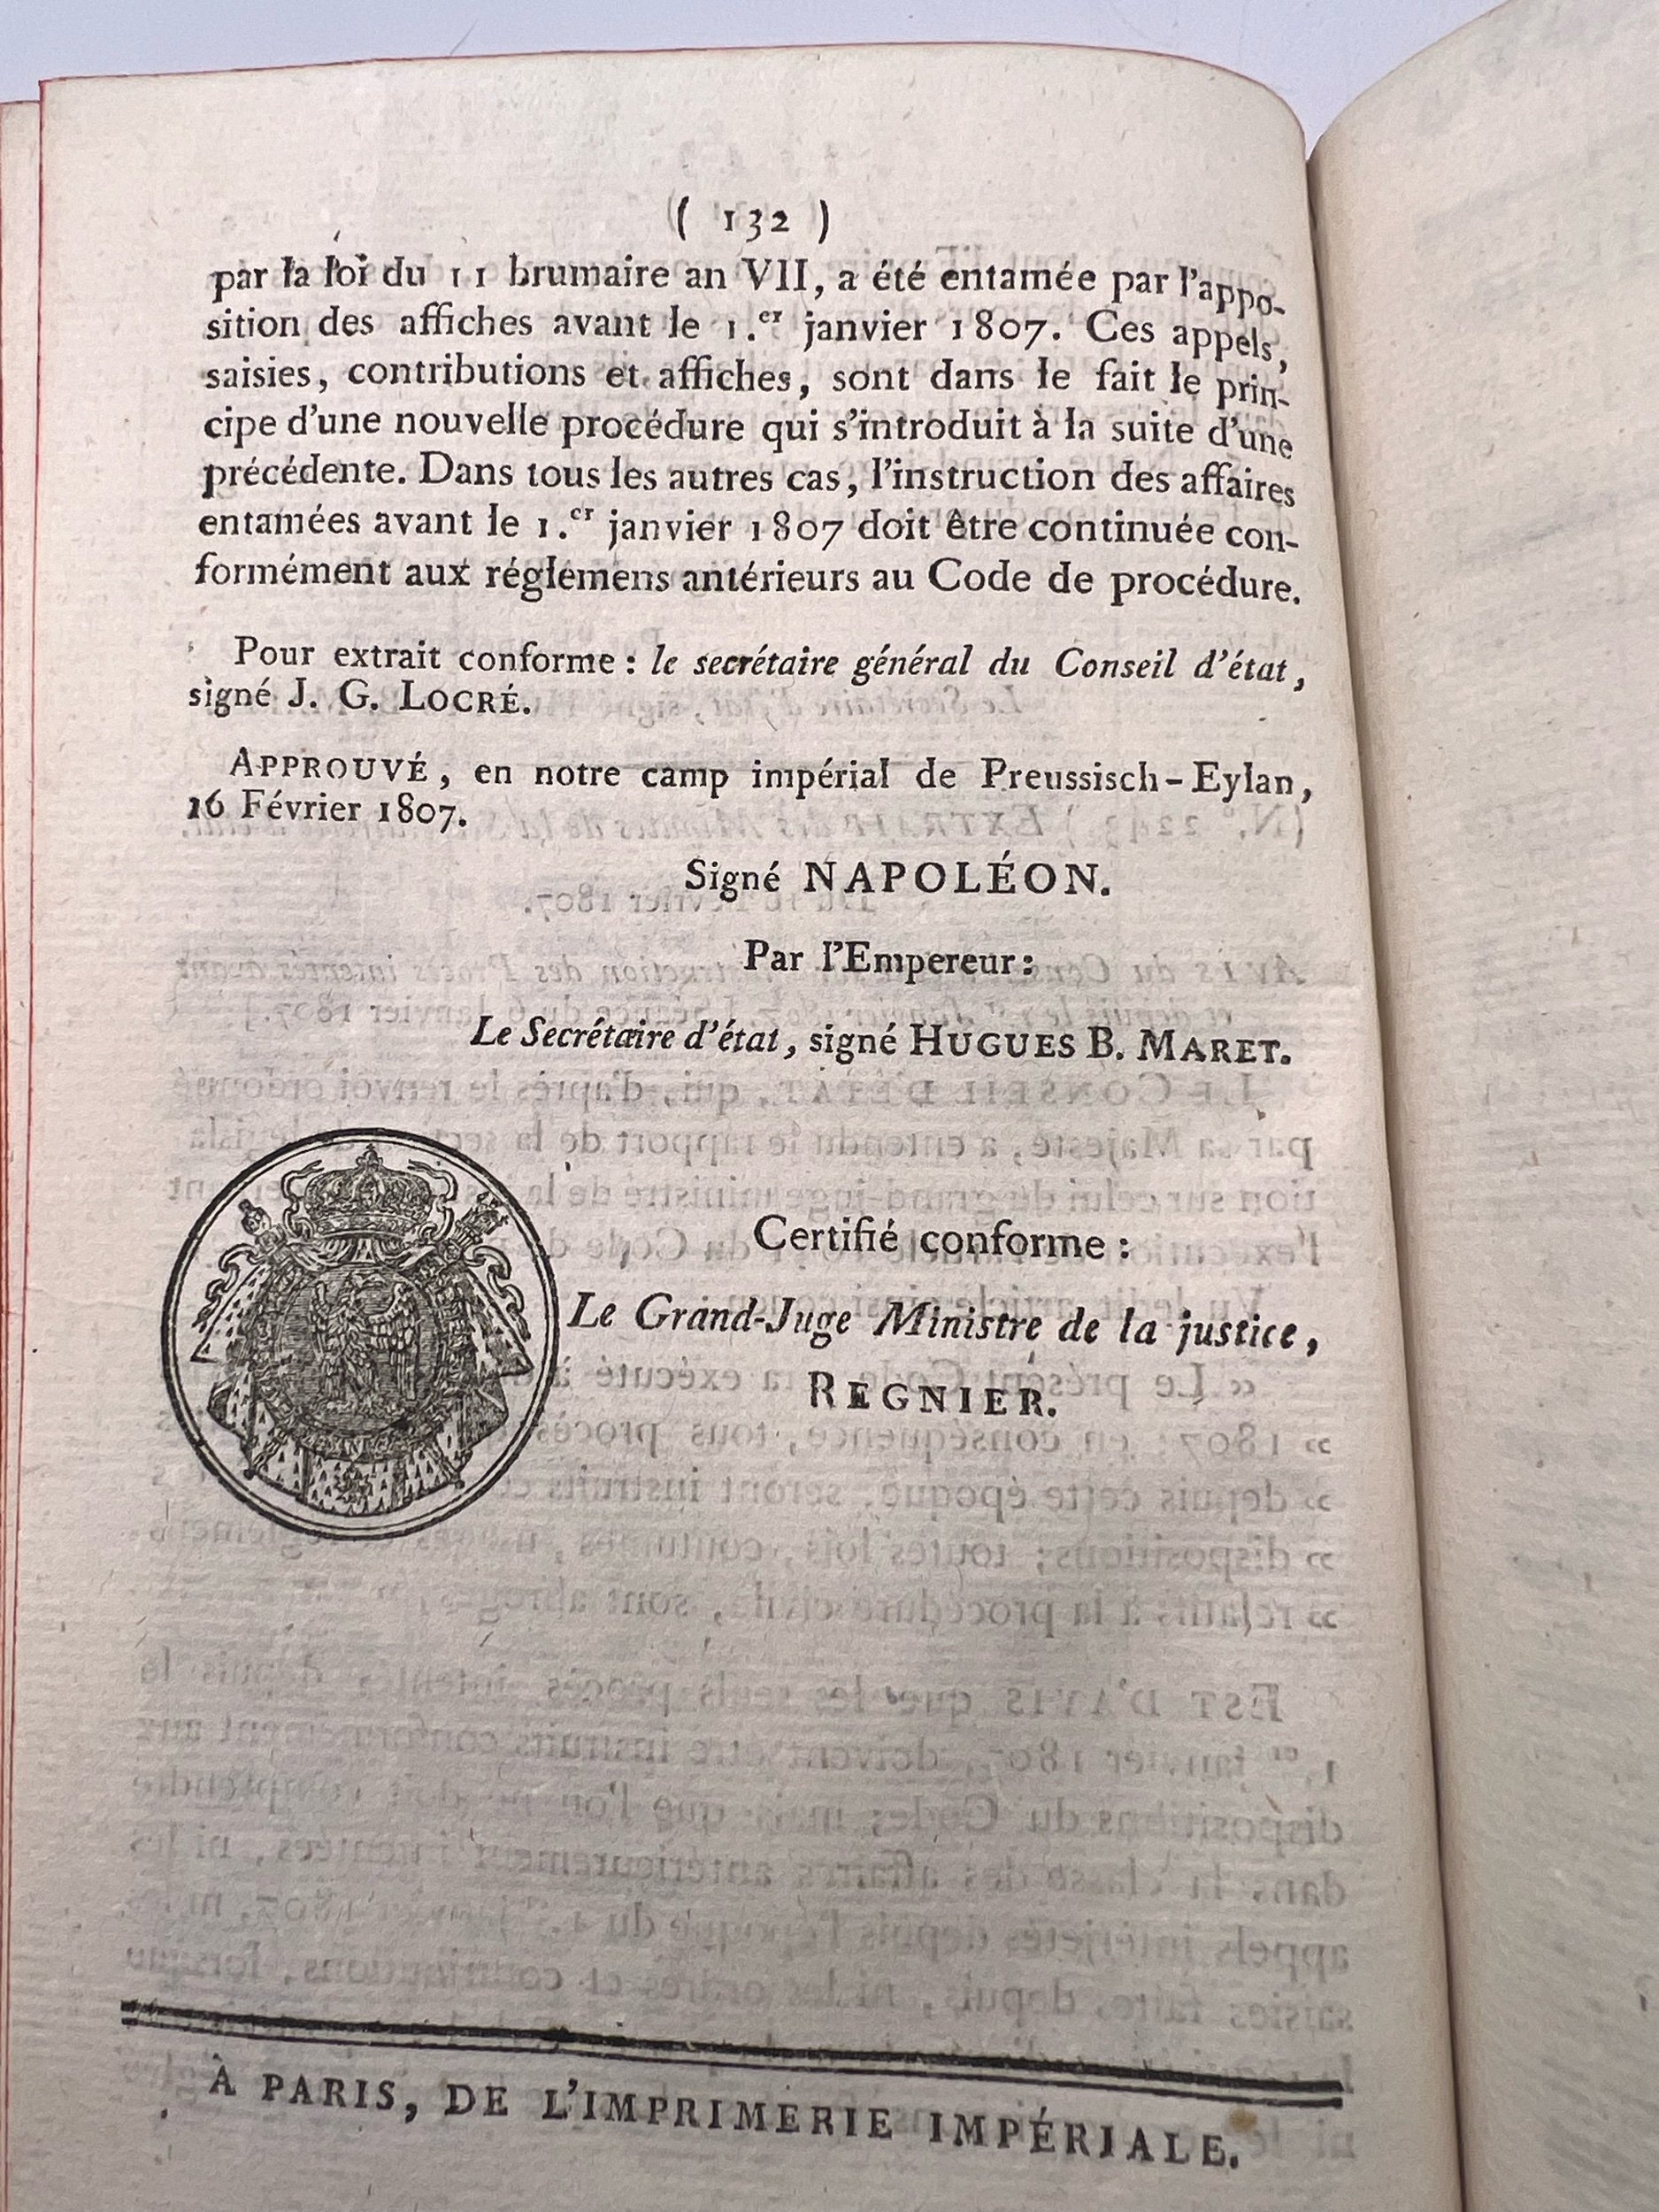 ( 132 )
par la loi du 11 brumaire an VII, a été entamée par l'appo-
sition des affiches avant le 1.er janvier 1807. Ces appels,
saisies, contributions et affiches, sont dans le fait le prin-
cipe d'une nouvelle procédure qui s'introduit à la suite d'une
précédente. Dans tous les autres cas, l'instruction des affaires
entamées avant le 1.er janvier 1807 doit être continuée con-
formément aux réglemens antérieurs au Code de procédure.
Pour extrait conforme : le secrétaire général du Conseil d'état,
signé J. G. LOCRÉ.
APPROUVÉ, en notre camp impérial de Preussisch-Eylan,
16 Février 1807.
Signé NAPOLÉON.
Par l'Empereur:
Le Secrétaire d'état, signé HUGUES B. MARET.
Certifié conforme :
Le Grand-Juge Ministre de la justice,
REGNIER.
À PARIS, DE L'IMPRIMERIE IMPÉRIALE.